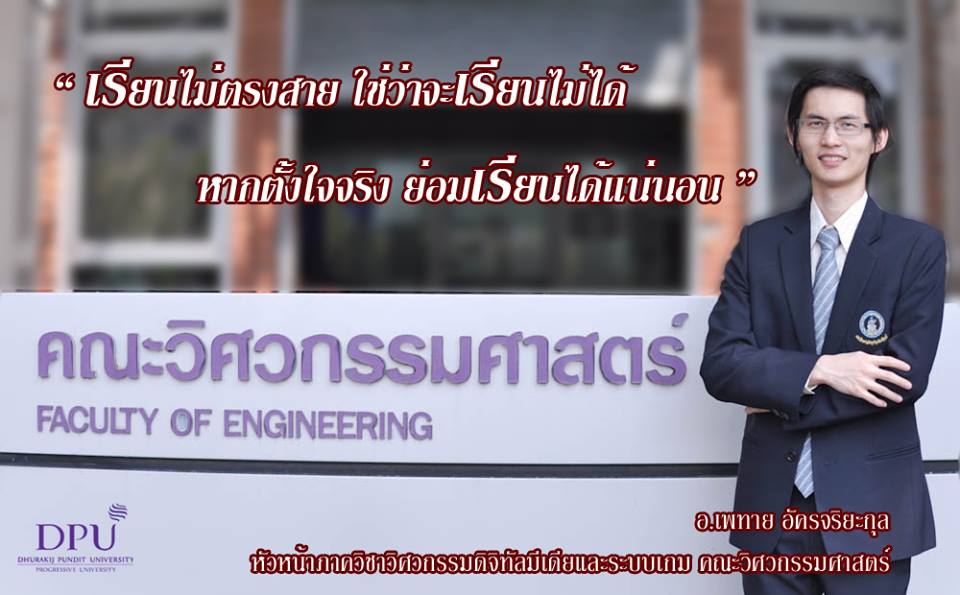 “ เรียนไม่ตรงสาย ใช่ว่าจะเรียนไม่ได้
หากตั้งใจจริง ย่อมเรียนได้แน่นอน ”
คณะวิศวกรรมศาสตร์
FACULTY OF ENGINEERING
อ.เพทาย อัครจริยะกุล
หัวหน้าภาควิชาวิศวกรรมดิจิทัลมีเดียและระบบเกม คณะวิศวกรรมศาสตร์
DPU
DHURAKIJ PUNDIT UNIVERSITY
PROGRESSIVE UNIVERSITY